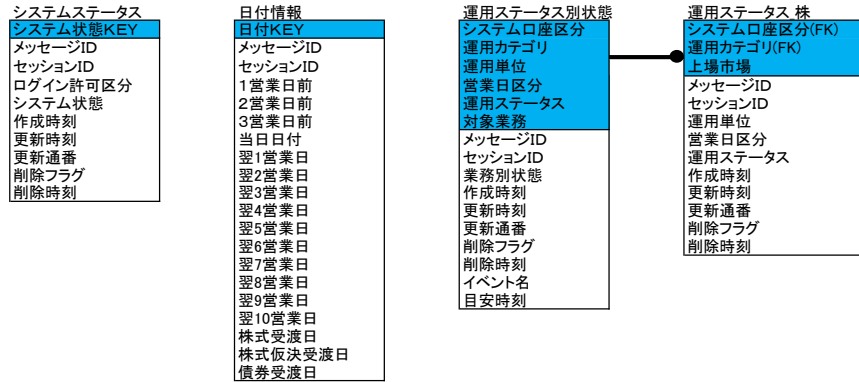 システムステータス
システム状態KEY
メッセージID
セッションID
ログイン許可区分
システム状態
作成時刻
更新時刻
更新通番
削除フラグ
削除時刻
日付情報
日付KEY
メッセージID
セッションID
1営業日前
2営業日前
3営業日前
当日日付
翌1営業日
翌2営業日
翌3営業日
翌4営業日
翌5営業日
翌6営業日
翌7営業日
翌8営業日
翌9営業日
翌10営業日
株式受渡日
株式仮決受渡日
債券受渡日
運用ステータス別状態
システム口座区分
運用カテゴリ
運用単位
営業日区分
運用ステータス
対象業務
メッセージID
セッションID
業務別状態
作成時刻
更新時刻
更新通番
削除フラグ
削除時刻
イベント名
目安時刻
運用ステータス_株
システム口座区分(FK)
運用カテゴリ(FK)
上場市場
メッセージID
セッションID
運用単位
営業日区分
運用ステータス
作成時刻
更新時刻
更新通番
削除フラグ
削除時刻